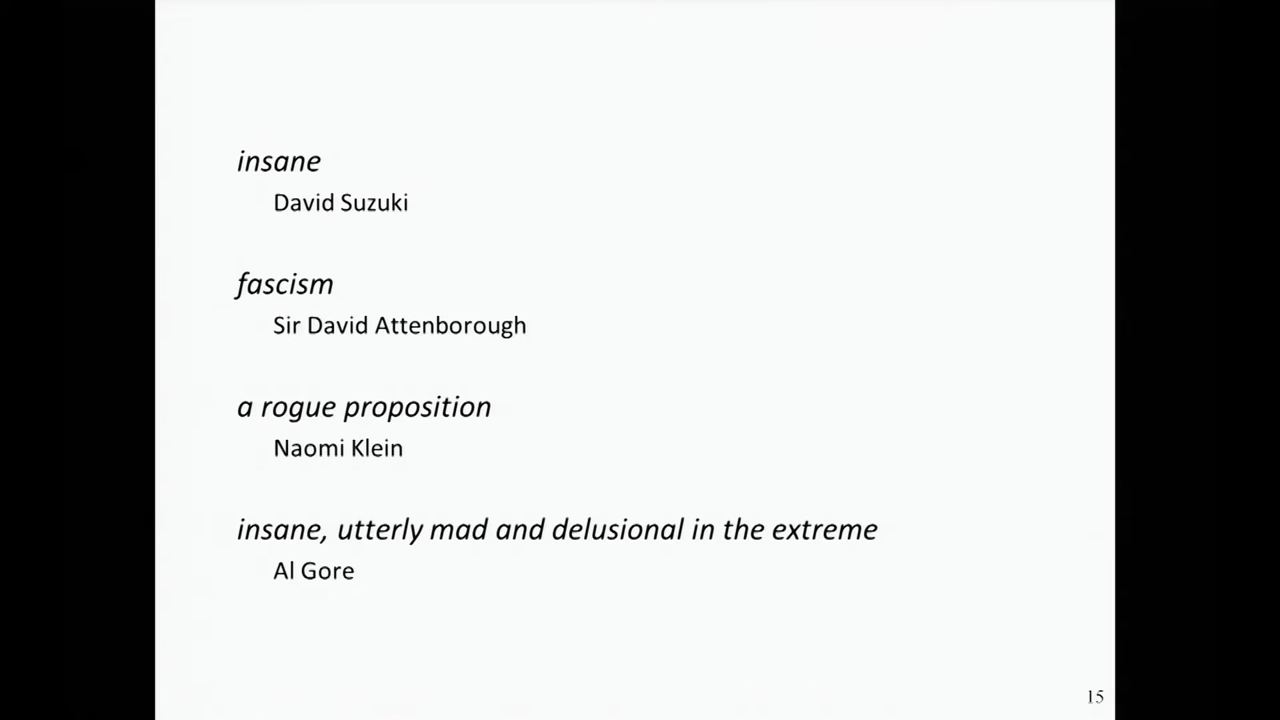 insane
David Suzuki
fascism
Sir David Attenborough
a rogue proposition
Naomi Klein
insane, utterly mad and delusional in the extreme
Al Gore
15